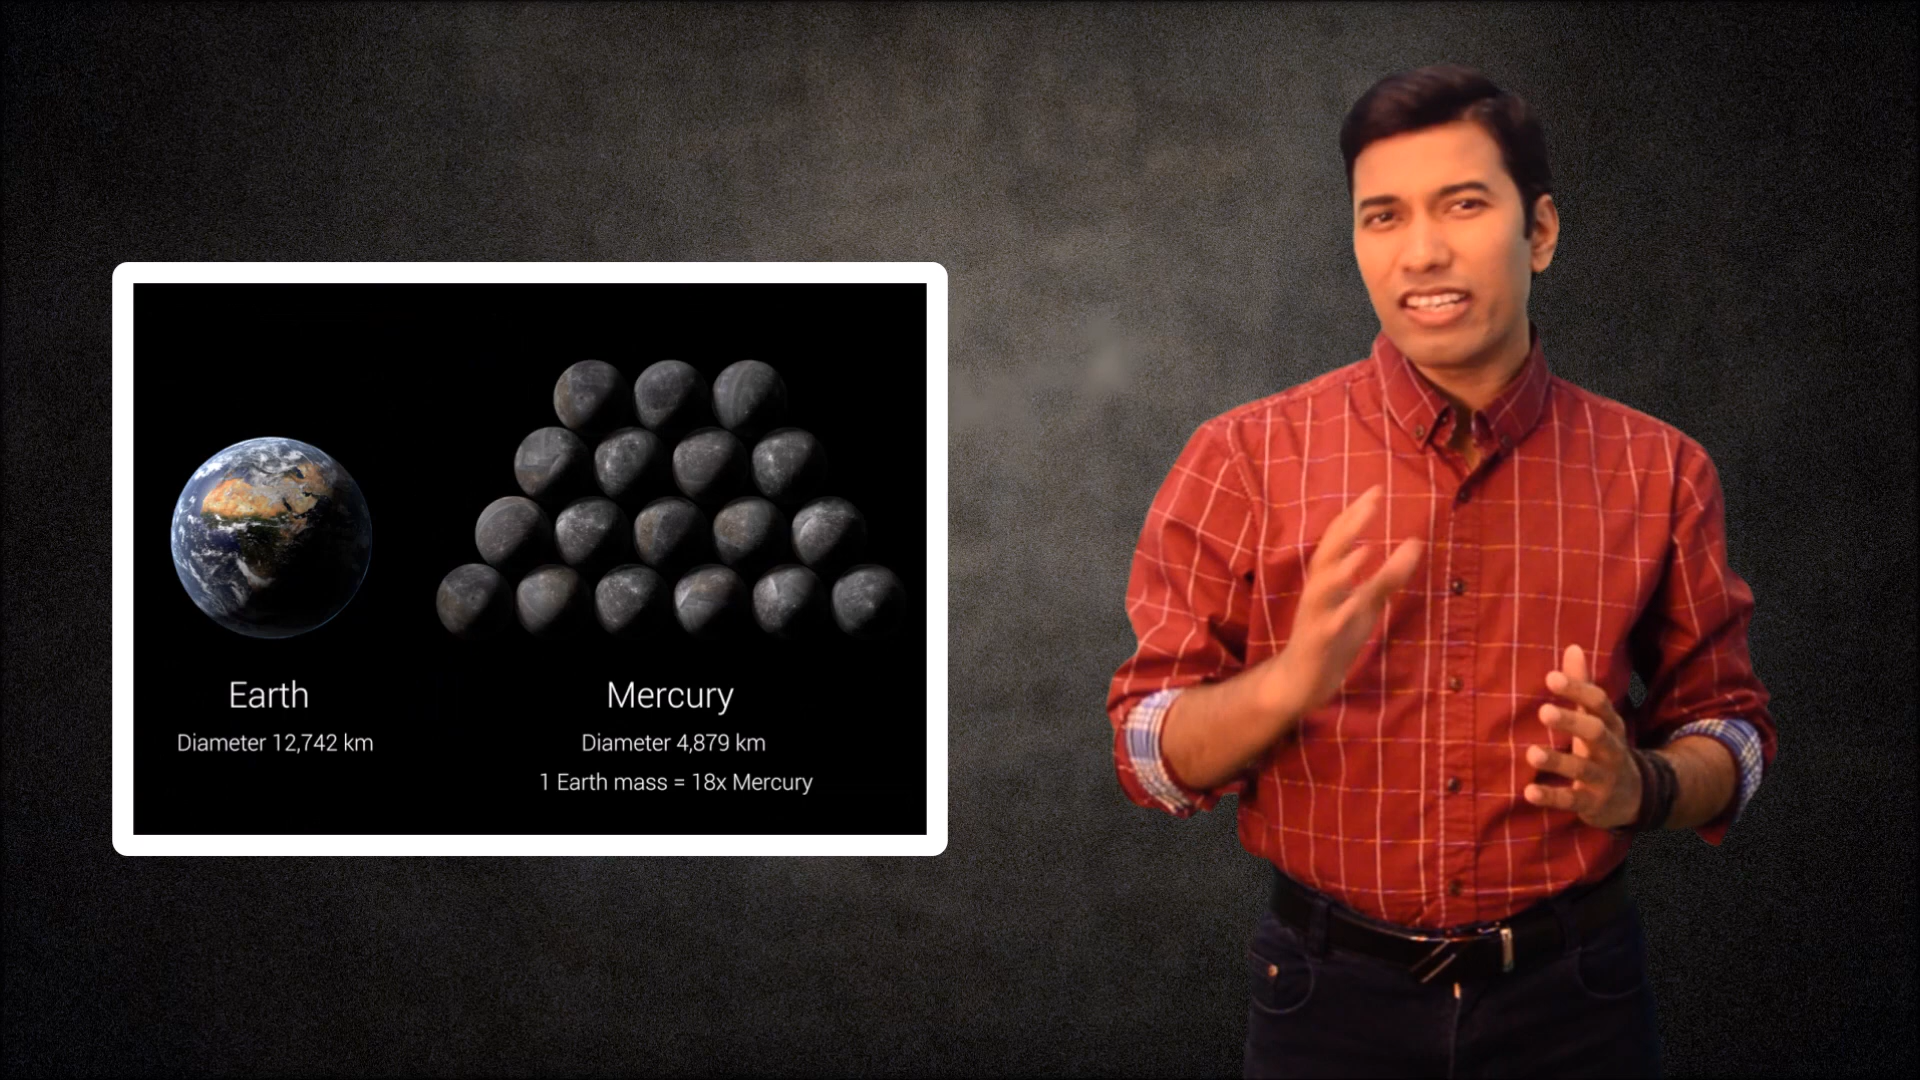 Earth
Diameter 12,742 km
Mercury
Diameter 4,879 km
1 Earth mass = 18x Mercury